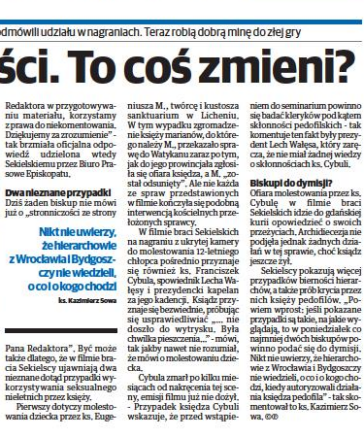 dmówili udziału w nagraniach. Teraz robią dobrą minę do złej gry
ści. To coś zmieni?
Redaktora w przygotowywa-
niu materiału, korzystamy
z prawa do niekomentowania.
Dziękujemy za zrozumienie" -
tak brzmiała oficjalna odpo-
wiedź udzielona wtedy
Sekielskiemu przez Biuro Pra-
sowe Episkopatu.
Dwa nieznane przypadki
Dziś żaden biskup nie mówi
już o „stronniczości ze strony
Nikt nie uwierzy,
że hierarchowie
z Wrocławia i Bydgosz-
czy nie wiedzieli,
o co i o kogo chodzi
ks. Kazimierz Sowa
Pana Redaktora”. Być może
także dlatego, że w filmie bra-
cia Sekielscy ujawniają dwa
nieznane dotąd przypadki wy-
korzystywania seksualnego
nieletnich przez księży.
Pierwszy dotyczy molesto-
wania dziecka przez ks. Euge-
niusza M., twórcę i kustosza
sanktuarium w Licheniu.
W tym wypadku zgromadze-
nie księży marianów, do które-
go należy M., przekazało spra-
wę do Watykanu zaraz po tym,
jak do jego prowincjała zgłosi-
ła się ofiara księdza, a M. „zo-
stał odsunięty”. Ale nie każda
ze spraw przedstawionych
w filmie kończyła się podobną
interwencją kościelnych prze-
łożonych sprawcy.
W filmie braci Sekielskich
na nagraniu z ukrytej kamery
do molestowania 12-letniego
chłopca pośrednio przyznaje
się również ks. Franciszek
Cybula, spowiednik Lecha Wa-
łęsy i prezydencki kapelan
za jego kadencji. Ksiądz przy-
znaje się bezwiednie, próbując
się usprawiedliwiać „... nie
doszło do wytrysku. Była
chwilka pieszczenia...” - mówi,
tak jakby nawet nie rozumiał,
że mówi o molestowaniu dziec-
ka.
Cybula zmarł po kilku mie-
siącach od nakręcenia tej sce-
ny, emisji filmu już nie dożył.
- Przypadek księdza Cybuli
wskazuje, że przed wstąpie-
niem do seminarium powinno
się badać kleryków pod kątem
skłonności pedofilskich - tak
komentuje ten fakt były prezy-
dent Lech Wałęsa, który zarę-
cza, że nie miał żadnej wiedzy
o skłonnościach ks. Cybuli.
Biskupi do dymisji?
Ofiara molestowania przez ks.
Cybulę w filmie braci
Sekielskich idzie do gdańskiej
kurii opowiedzieć o swoich
przeżyciach. Archidiecezja nie
podjęła jednak żadnych dzia-
łań w tej sprawie, choć ksiądz
jeszcze żył.
Sekielscy pokazują więcej
przypadków bierności hierar-
chów, a także prób krycia przez
nich księży pedofilów. „Po-
wiem wprost: jeśli pokazane
przypadki są takie, na jakie wy-
glądają, to w poniedziałek co
najmniej dwóch biskupów po-
winno podać się do dymisji.
Nikt nie uwierzy, że hierarcho-
wie z Wrocławia i Bydgoszczy
nie wiedzieli, o co i o kogo cho-
dzi, kiedy autoryzowali działa-
nia księdza pedofila” - tak sko-
mentował to ks. Kazimierz So-
wa.